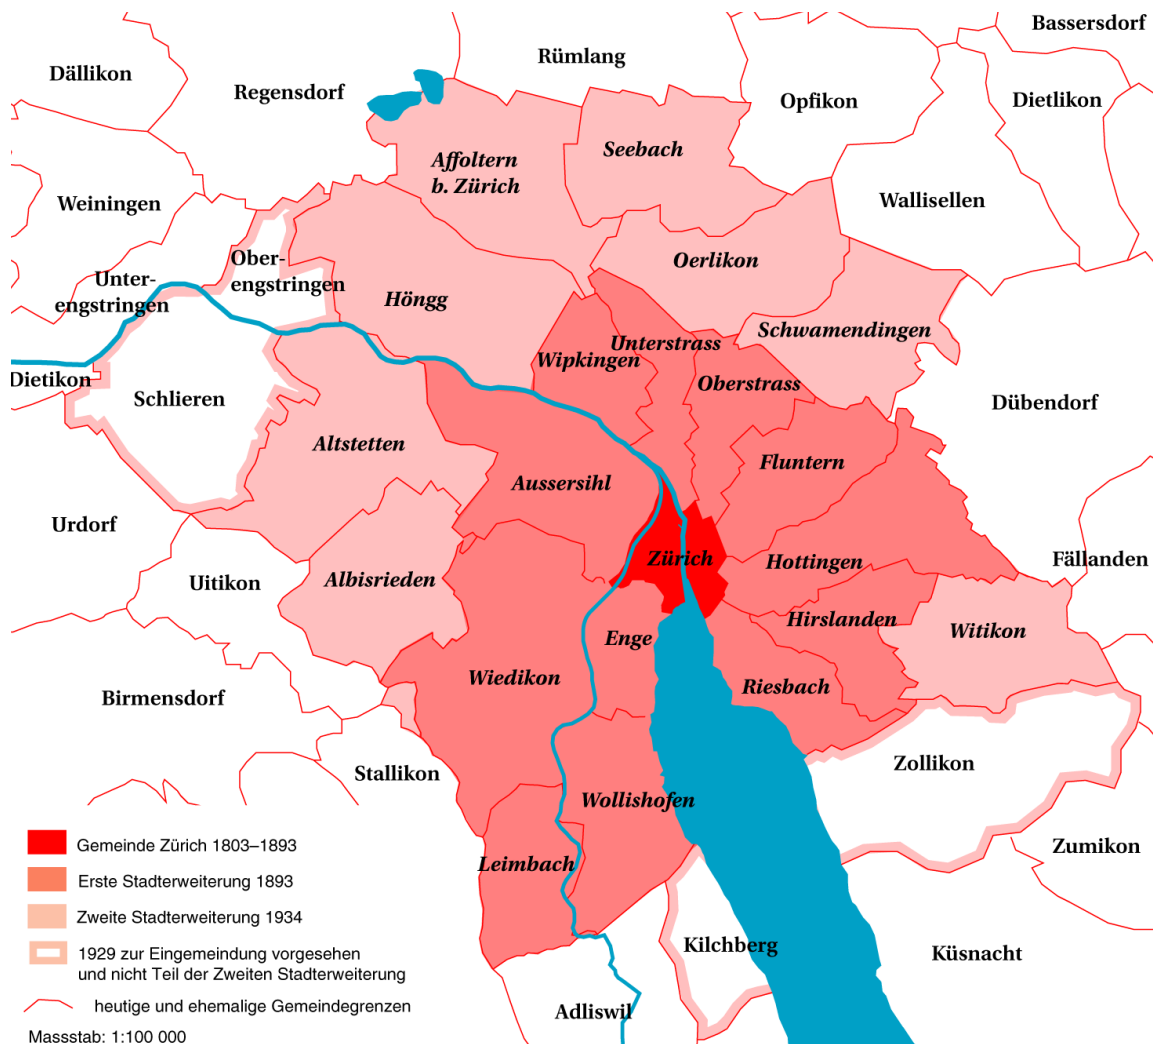 Bassersdorf
Rümlang
Dällikon
Regensdorf
Opfikon
Dietlikon
Seebach
Affoltern
b. Zürich
Weiningen
Wallisellen
Ober-
engstringen
Oerlikon
Unter-
engstringen
Höngg
Schwamendingen
Unterstrass
Wipkingen
Dietikon
Oberstrass
Schlieren
Dübendorf
Altstetten
Fluntern
Aussersihl
Urdorf
Zürich
Hottingen
Fällanden
Uitikon
Albisrieden
Hirslanden
Witikon
Enge
Wiedikon
Riesbach
Birmensdorf
Zollikon
Stallikon
Wollishofen
Zumikon
Leimbach
Kilchberg
Küsnacht
Adliswil
Gemeinde Zürich 1803–1893
Erste Stadterweiterung 1893
Zweite Stadterweiterung 1934
1929 zur Eingemeindung vorgesehen
und nicht Teil der Zweiten Stadterweiterung
heutige und ehemalige Gemeindegrenzen
Massstab: 1:100 000